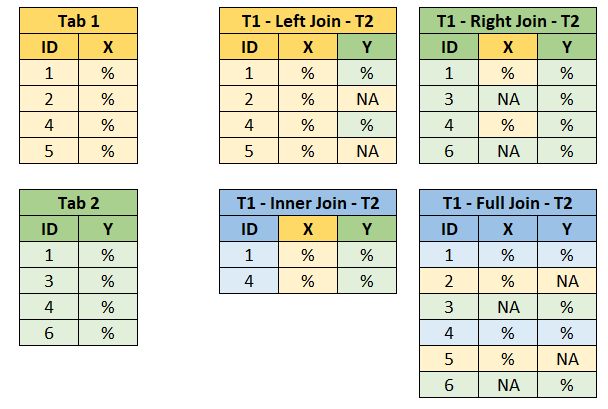 Tab 1
ID X
1 %
2 %
4 %
5 %
T1 - Left Join - T2
ID X Y
1 % %
2 % NA
4 % %
5 % NA
T1 - Right Join - T2
ID X Y
1 % %
3 NA %
4 % %
6 NA %
Tab 2
ID Y
1 %
3 %
4 %
6 %
T1 - Inner Join - T2
ID X Y
1 % %
4 % %
T1 - Full Join - T2
ID X Y
1 % %
2 % NA
3 NA %
4 % %
5 % NA
6 NA %